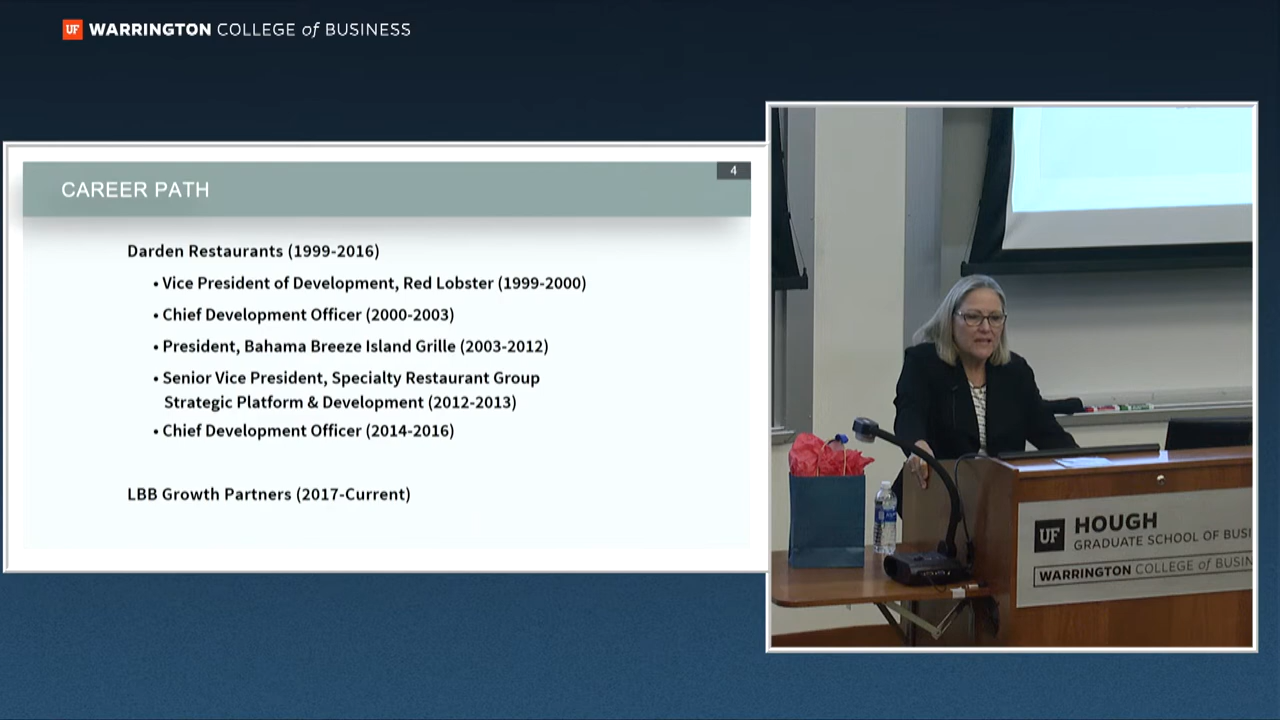 UF WARRINGTON COLLEGE of BUSINESS
4
CAREER PATH
Darden Restaurants (1999-2016)
• Vice President of Development, Red Lobster (1999-2000)
• Chief Development Officer (2000-2003)
• President, Bahama Breeze Island Grille (2003-2012)
• Senior Vice President, Specialty Restaurant Group
Strategic Platform & Development (2012-2013)
• Chief Development Officer (2014-2016)
LBB Growth Partners (2017-Current)
UF HOUGH
GRADUATE SCHOOL OF BUSI
WARRINGTON COLLEGE of BUSIN